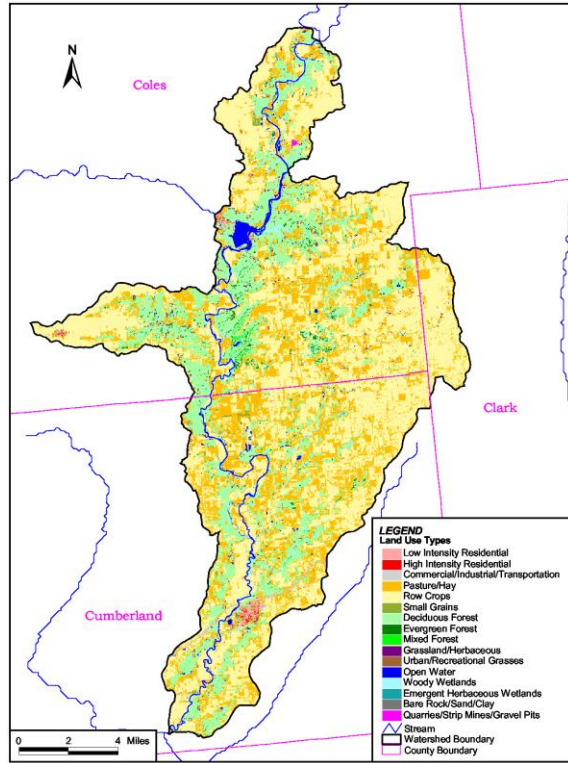 N
Coles
Clark
Cumberland
LEGEND
Land Use Types
Low Intensity Residential
High Intensity Residential
Commercial/Industrial/Transportation
Pasture/Hay
Row Crops
Small Grains
Deciduous Forest
Evergreen Forest
Mixed Forest
Grassland/Herbaceous
Urban/Recreational Grasses
Open Water
Woody Wetlands
Emergent Herbaceous Wetlands
Bare Rock/Sand/Clay
Quarries/Strip Mines/Gravel Pits
Stream
Watershed Boundary
County Boundary
0 2 4 Miles